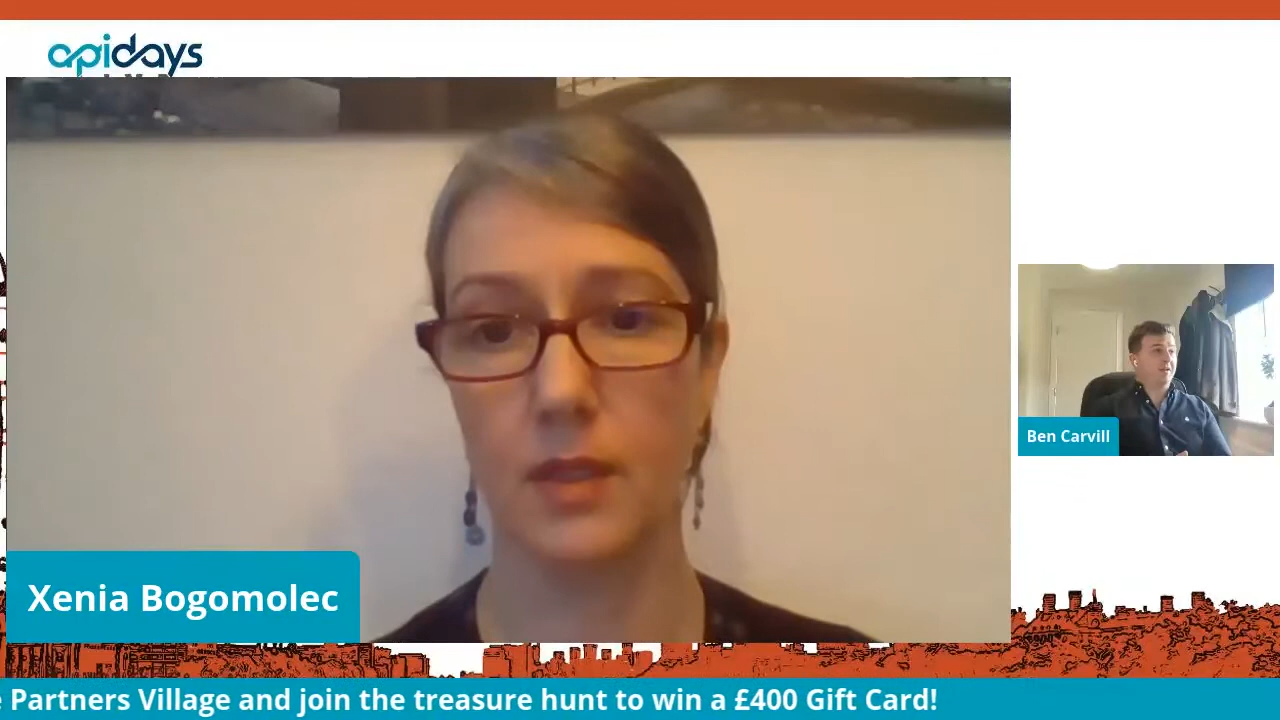 apidays
Ben Carvill
Xenia Bogomolec
Partners Village and join the treasure hunt to win a £400 Gift Card!